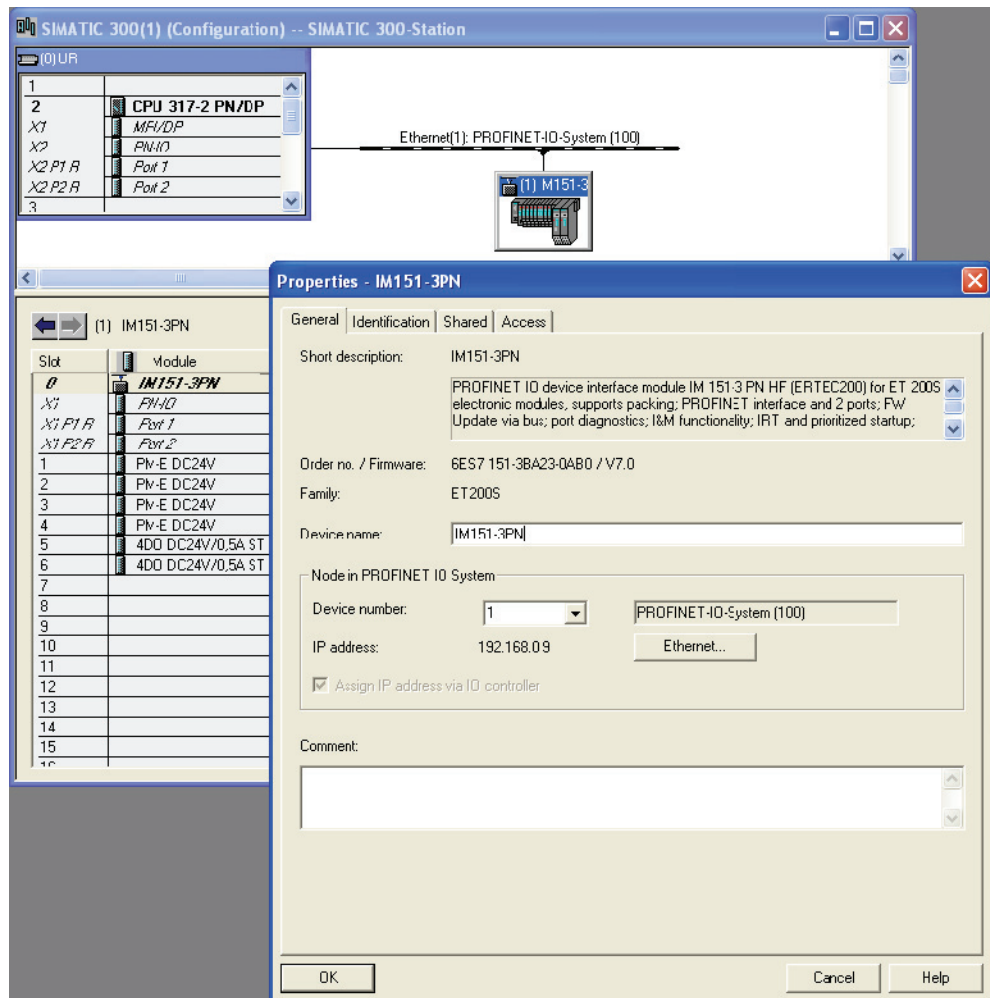 SIMATIC 300(1) (Configuration) -- SIMATIC 300-Station
(0) UR
1
2 CPU 317-2 PN/DP
X1 MPI/DP
X2 PN-IO
X2 P1 R Port 1
X2 P2 R Port 2
3
Ethernet(1): PROFINET-IO-System (100)
(1) M151-3
(1) IM151-3PN
Slot Module
0 IM151-3PN
X1 PN-IO
X1 P1 R Port 1
X1 P2 R Port 2
1 PM-E DC24V
2 PM-E DC24V
3 PM-E DC24V
4 PM-E DC24V
5 4DO DC24V/0,5A ST
6 4DO DC24V/0,5A ST
7
8
9
10
11
12
13
14
15
16
Properties - IM151-3PN
General Identification Shared Access
Short description: IM151-3PN
PROFINET IO device interface module IM 151-3 PN HF (ERTEC200) for ET 200S
electronic modules, supports packing; PROFINET interface and 2 ports; FW
Update via bus; port diagnostics; I&M functionality; IRT and prioritized startup;
Order no. / Firmware: 6ES7 151-3BA23-0AB0 / V7.0
Family: ET200S
Device name: IM151-3PN
Node in PROFINET IO System
Device number: 1 PROFINET-IO-System (100)
IP address: 192.168.0.9 Ethernet...
Assign IP address via IO controller
Comment:
OK Cancel Help